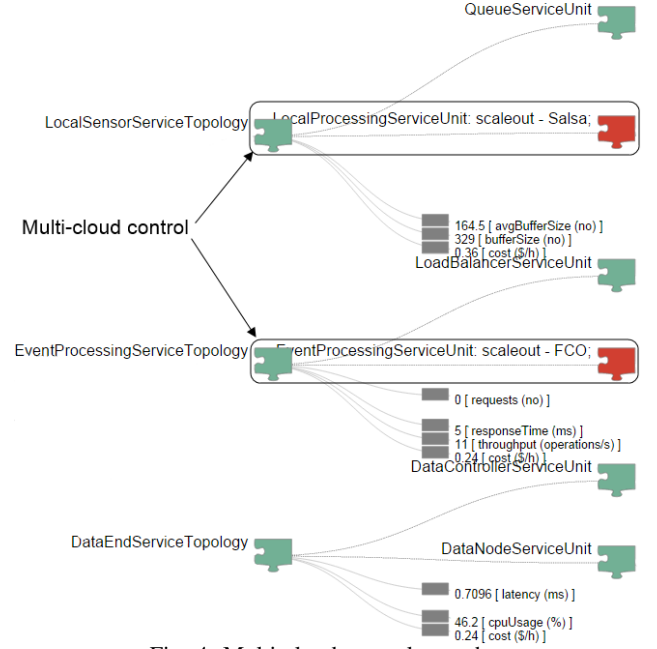 QueueServiceUnit
LocalSensorServiceTopology
LocalProcessingServiceUnit: scaleout - Salsa;
164.5 [ avgBufferSize (no) ]
329 [ bufferSize (no) ]
0.36 [ cost ($/h) ]
Multi-cloud control
LoadBalancerServiceUnit
EventProcessingServiceTopology
EventProcessingServiceUnit: scaleout - FCO;
0 [ requests (no) ]
5 [ responseTime (ms) ]
11 [ throughput (operations/s) ]
0.24 [ cost ($/h) ]
DataControllerServiceUnit
DataEndServiceTopology
DataNodeServiceUnit
0.7096 [ latency (ms) ]
46.2 [ cpuUsage (%) ]
0.24 [ cost ($/h) ]